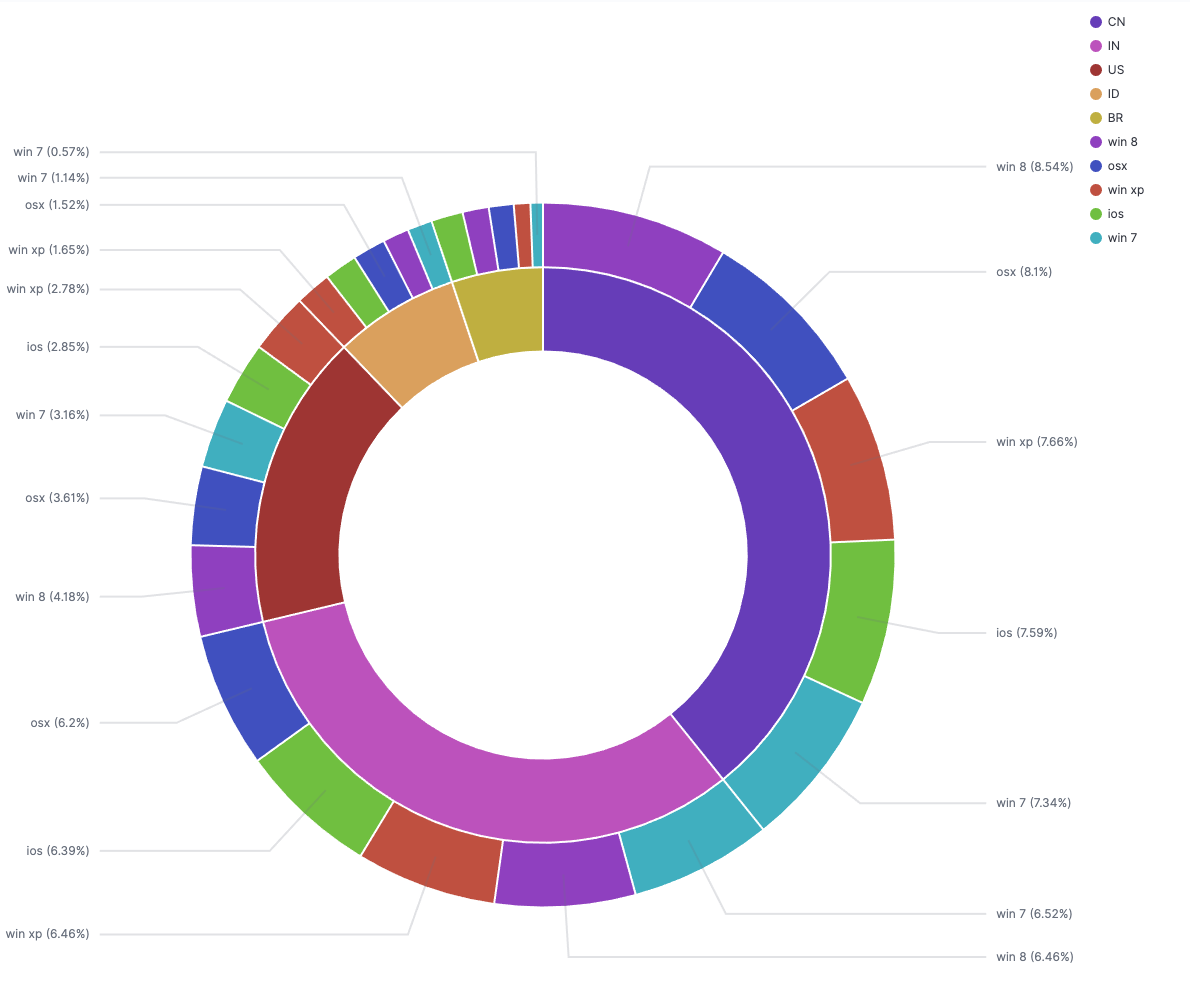 CN
IN
US
ID
BR
win 8
osx
win xp
ios
win 7
win 7 (0.57%)
win 7 (1.14%)
osx (1.52%)
win xp (1.65%)
win xp (2.78%)
ios (2.85%)
win 7 (3.16%)
osx (3.61%)
win 8 (4.18%)
osx (6.2%)
ios (6.39%)
win xp (6.46%)
win 8 (8.54%)
osx (8.1%)
win xp (7.66%)
ios (7.59%)
win 7 (7.34%)
win 7 (6.52%)
win 8 (6.46%)